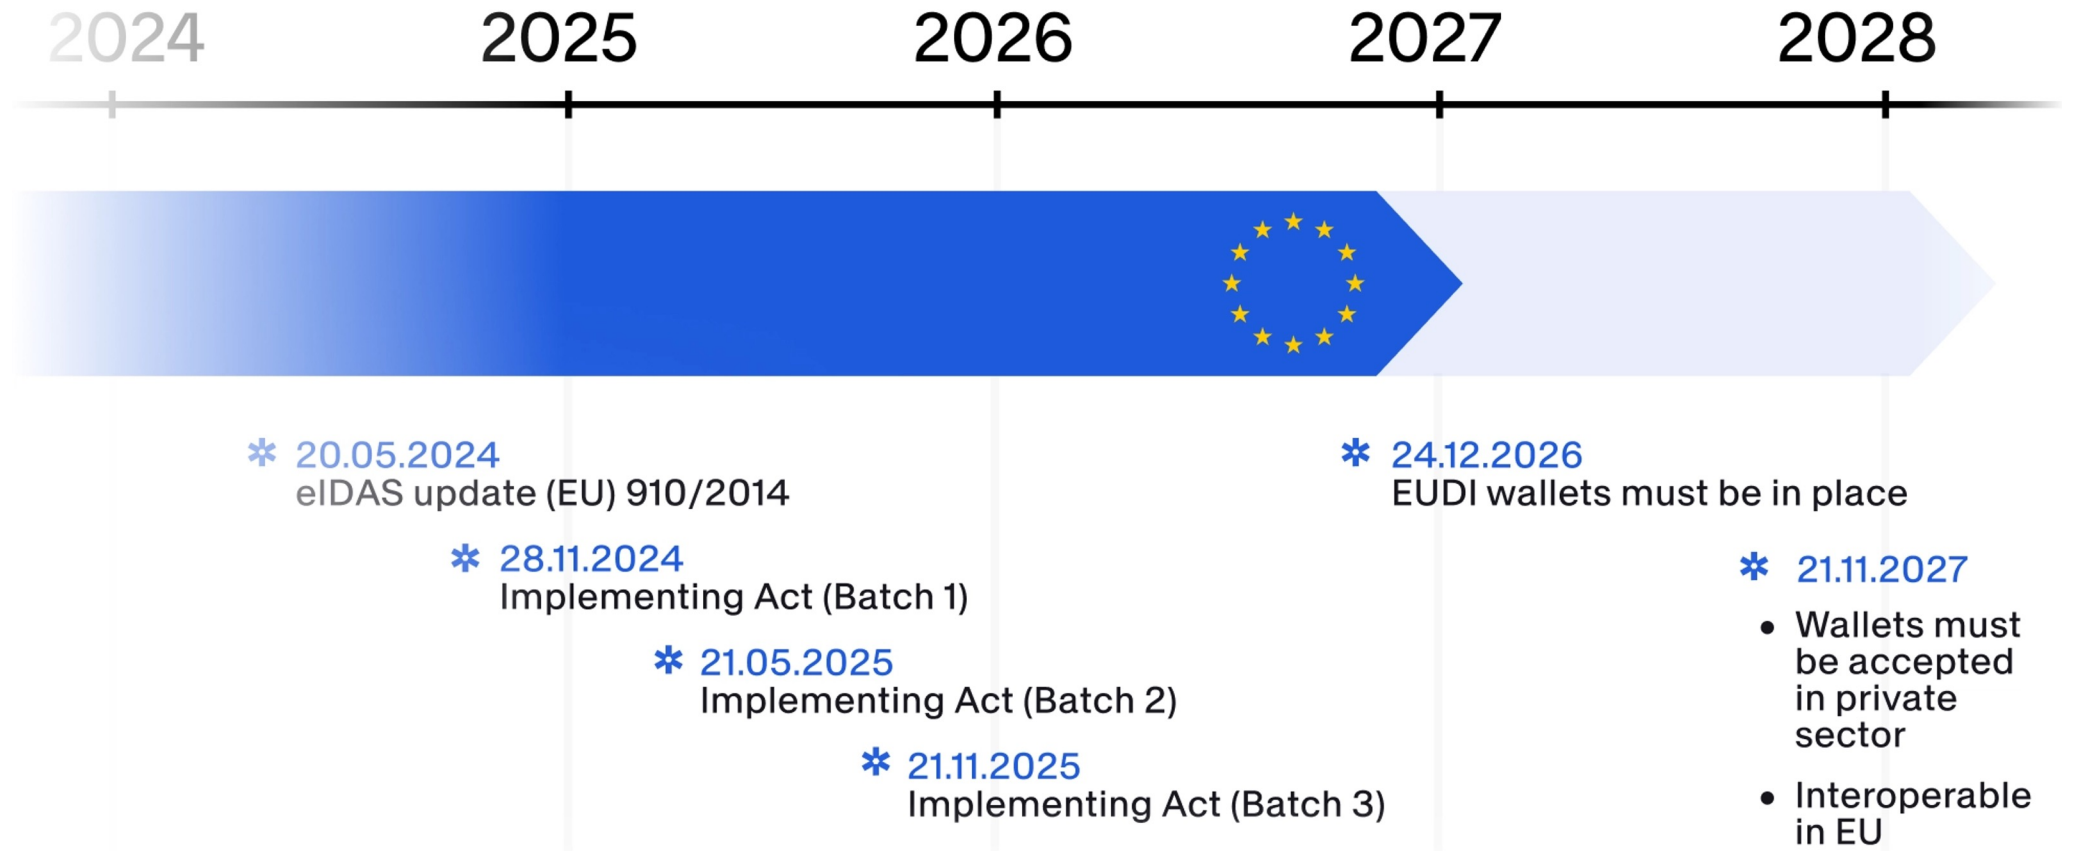 2024
2025
2026
2027
2028
20.05.2024
eIDAS update (EU) 910/2014
28.11.2024
Implementing Act (Batch 1)
21.05.2025
Implementing Act (Batch 2)
21.11.2025
Implementing Act (Batch 3)
24.12.2026
EUDI wallets must be in place
21.11.2027
• Wallets must
be accepted
in private
sector
• Interoperable
in EU